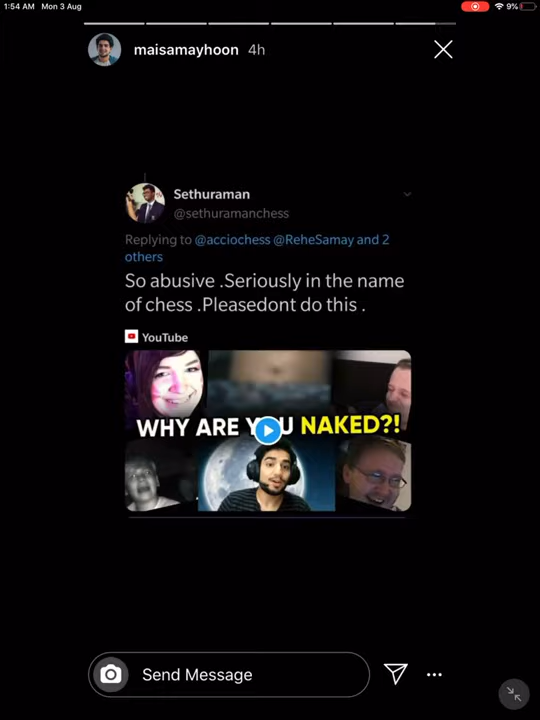 1:54 AM Mon 3 Aug
9%
maisamayhoon 4h
Sethuraman
@sethuramanchess
Replying to @acciochess @ReheSamay and 2
others
So abusive .Seriously in the name
of chess .Pleasedont do this .
YouTube
WHY ARE YOU NAKED?!
Send Message